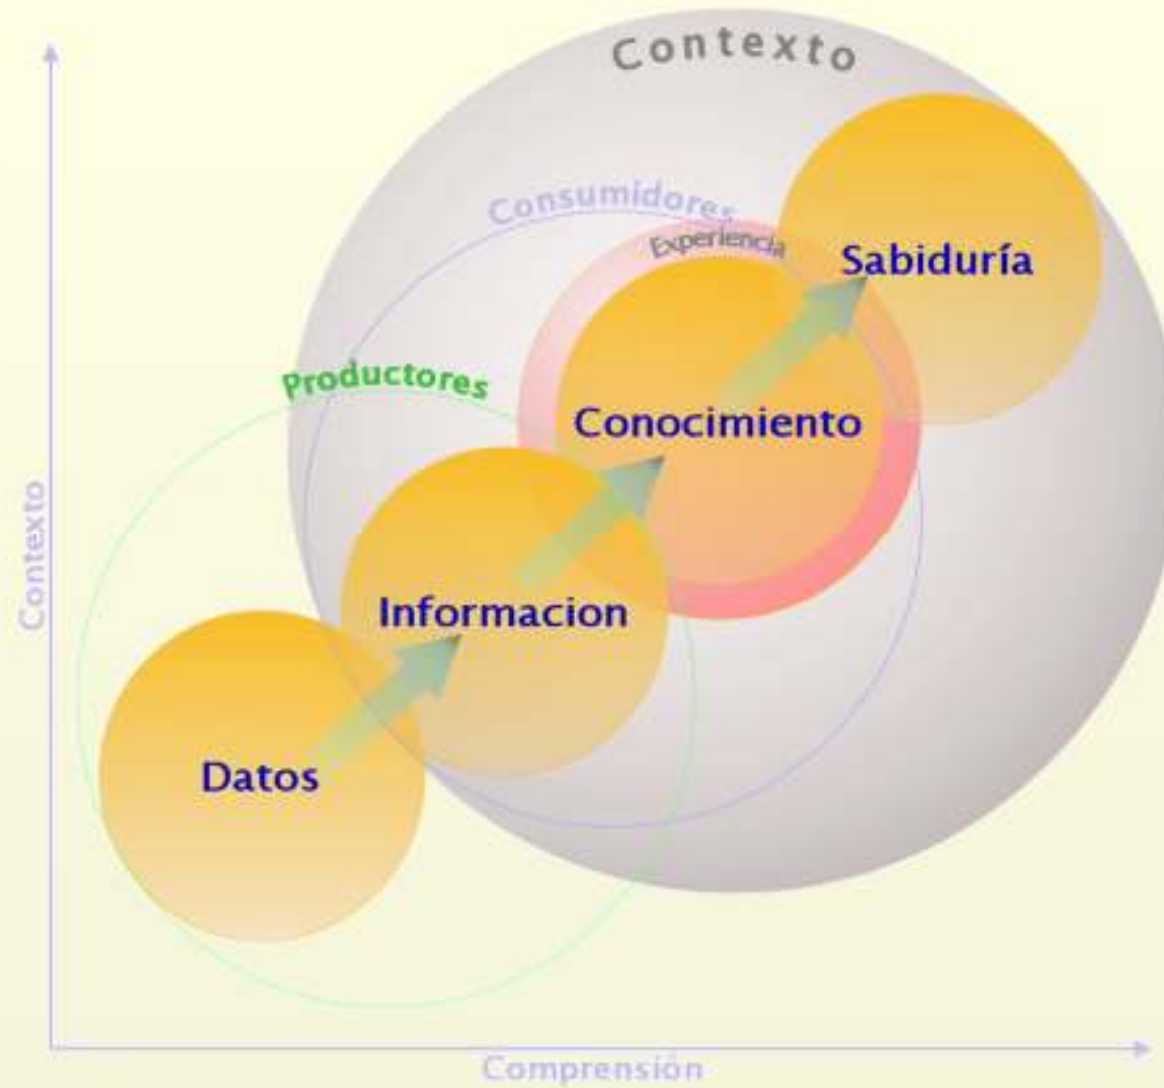 Contexto
Consumidores
Experiencia
Sabiduría
Productores
Conocimiento
Contexto
Informacion
Datos
Comprensión